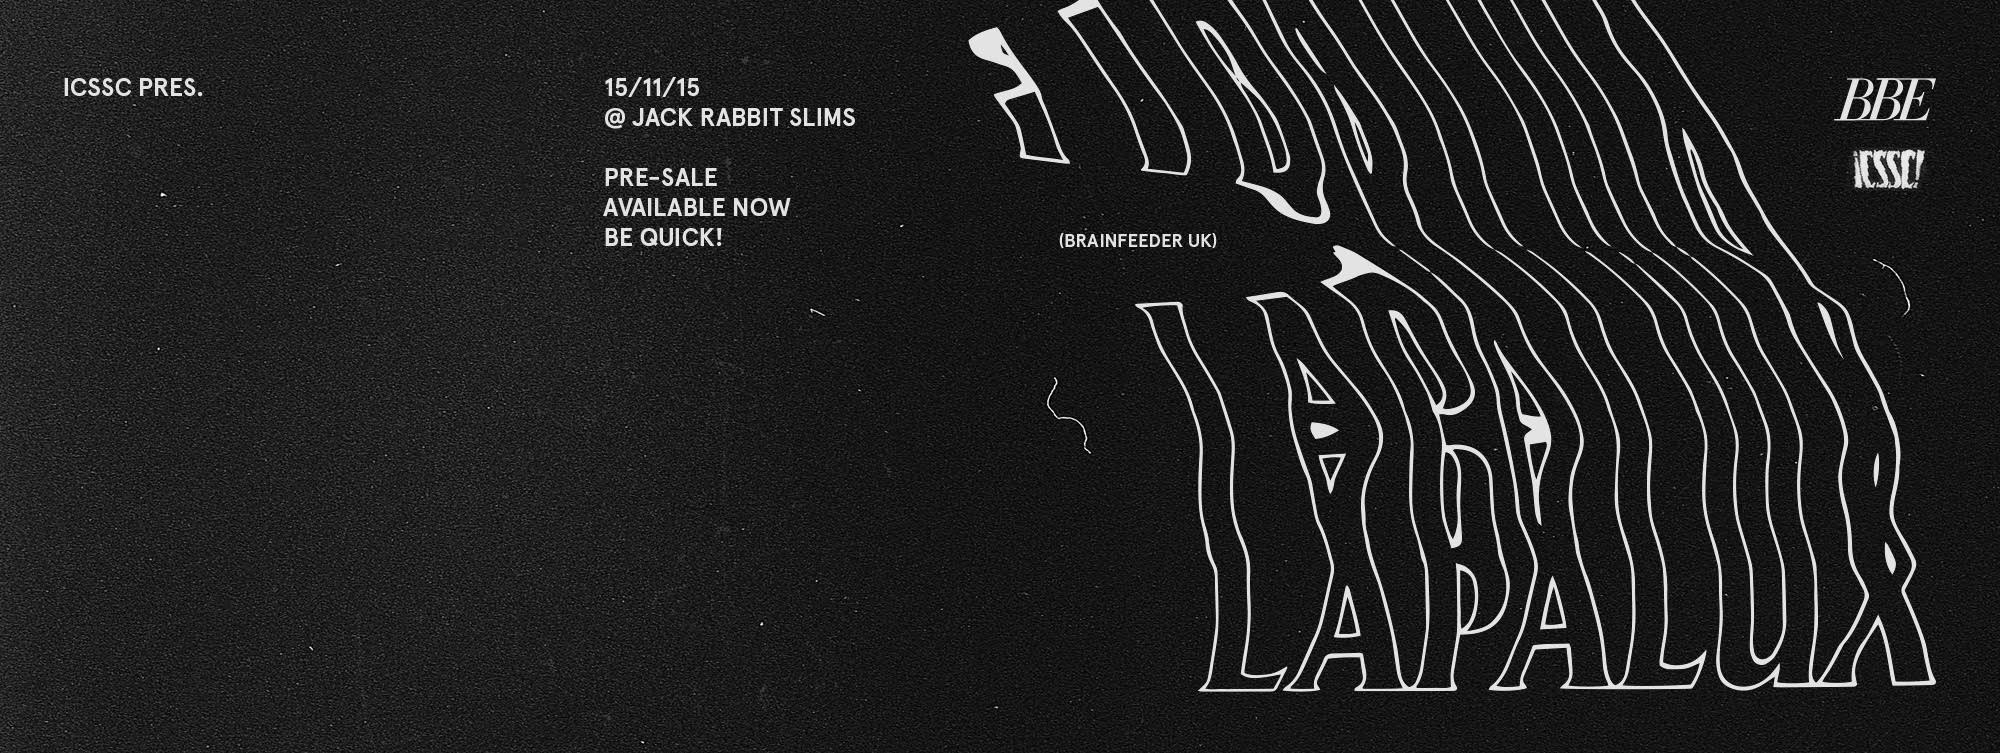 ICSSC PRES.
15/11/15
@ JACK RABBIT SLIMS
PRE-SALE
AVAILABLE NOW
BE QUICK!
(BRAINFEEDER UK)
LAPALUX
BBE
ICSSC!